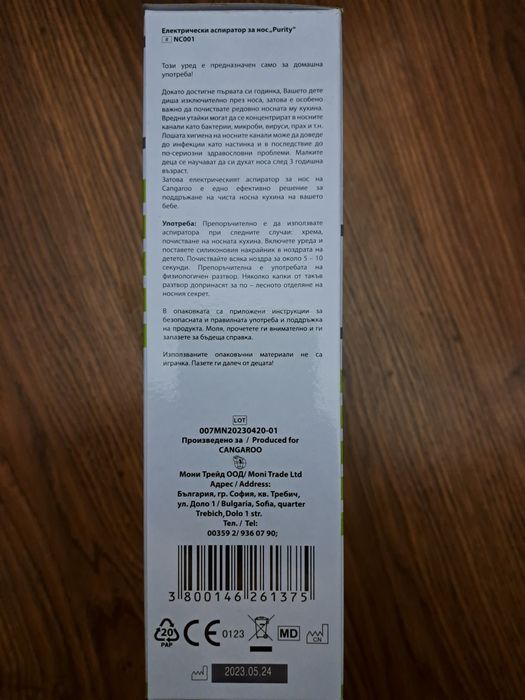 Електрически аспиратор за нос„Purity"
# NC001
Този уред е предназначен само за домашна
употреба!
Докато достигне първата си годинка, Вашето дете
диша изключително през носа, затова е особено
важно да почиствате редовно носната му кухина.
Вредни утайки могат да се концентрират в носните
канали като бактерии, микроби, вируси, прах и т.н.
Лошата хигиена на носните канали може да доведе
до инфекции като настинка и в последствие до
по-сериозни здравословни проблеми. Малките
деца се научават да си духат носа след 3 годишна
възраст.
Затова електрическият аспиратор за нос на
Cangaroo е едно ефективно решение за
поддържане на чиста носна кухина на вашето
бебе.
Употреба: Препоръчително е да използвате
аспиратора при следните случаи: хрема,
почистване на носната кухина. Включете уреда и
поставете силиконовия накрайник в ноздрата на
детето. Почиствайте всяка ноздра за около 5 – 10
секунди. Препоръчителна е употребата на
физиологичен разтвор. Няколко капки от такъв
разтвор допринасят за по – лесното отделяне на
носния секрет.
В опаковката са приложени инструкции за
безопасната и правилната употреба и поддръжка
на продукта. Моля, прочетете ги внимателно и ги
запазете за бъдеща справка.
Използваните опаковъчни материали не са
играчка. Пазете ги далеч от децата!
LOT
007MN20230420-01
Произведено за / Produced for
CANGAROO
Мони Трейд ООД/ Moni Trade Ltd
Адрес / Address:
България, гр. София, кв. Требич,
ул. Доло 1 / Bulgaria, Sofia, quarter
Trebich,Dolo 1 str.
Тел. / Tel:
00359 2/ 936 07 90;
3 800146 261375
20 PAP CE 0123 MD CN
2023.05.24